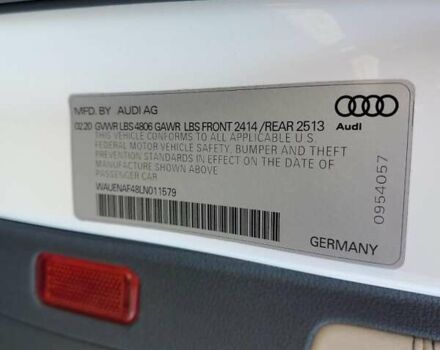 MFD. BY AUDI AG
02.20 GVWR LBS 4806 GAWR LBS FRONT 2414 /REAR 2513
THIS VEHICLE CONFORMS TO ALL APPLICABLE U.S.
FEDERAL MOTOR VEHICLE SAFETY, BUMPER AND THEFT
PREVENTION STANDARDS IN EFFECT ON THE DATE OF
MANUFACTURE SHOWN ABOVE.
PASSENGER CAR
WAUENAF48LN011579
Audi
0954057
GERMANY